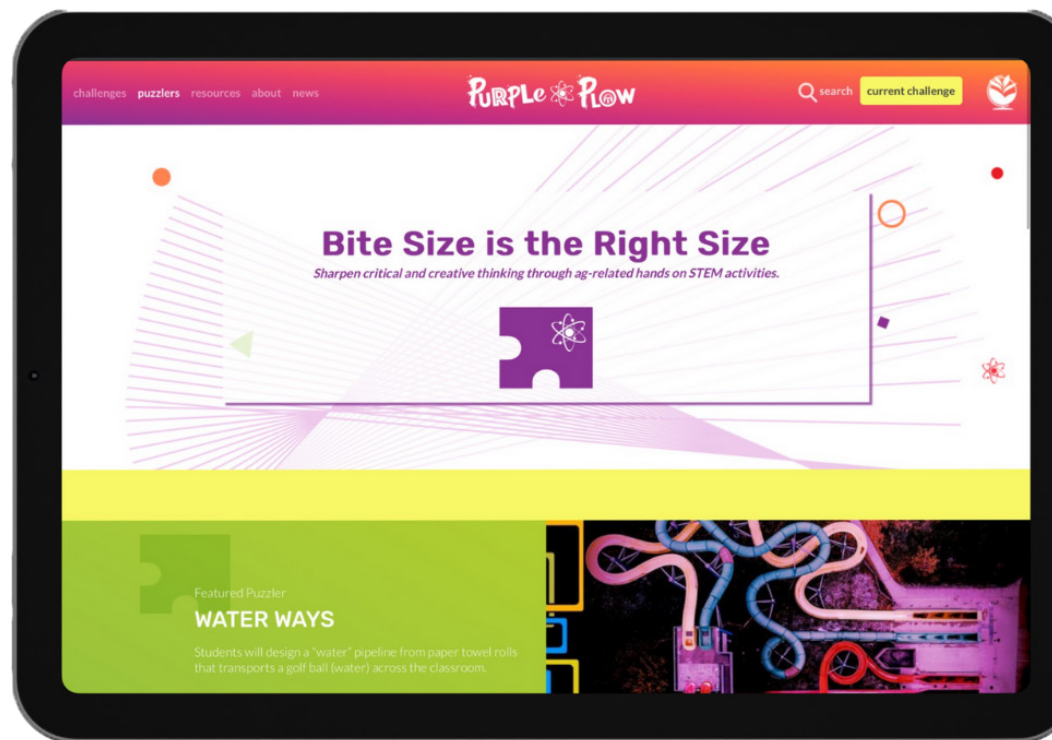 challenges puzzlers resources about news
PURPLE PLOW
search current challenge
Bite Size is the Right Size
Sharpen critical and creative thinking through ag-related hands on STEM activities.
Featured Puzzler
WATER WAYS
Students will design a "water" pipeline from paper towel rolls
that transports a golf ball (water) across the classroom.